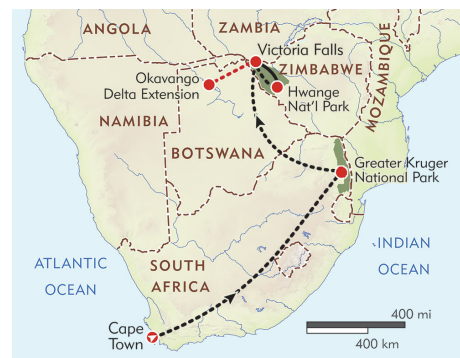 ANGOLA
ZAMBIA
Victoria Falls
ZIMBABWE
MOZAMBIQUE
Okavango
Delta Extension
Hwange
Nat'l Park
NAMIBIA
BOTSWANA
Greater Kruger
National Park
INDIAN
OCEAN
ATLANTIC
OCEAN
SOUTH
AFRICA
Cape
Town
400 mi
400 km